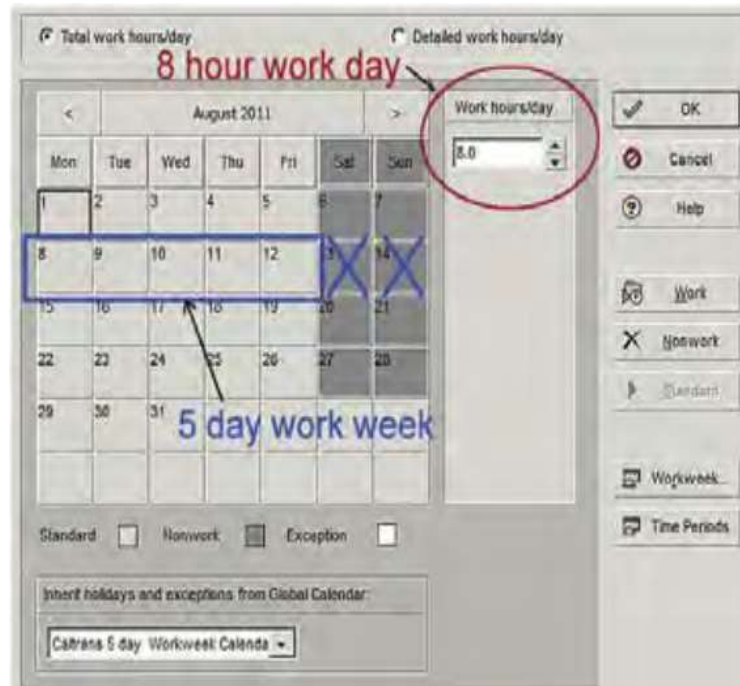 Total work hours/day
Detailed work hours/day
8 hour work day
< August 2011 >
Work hours/day
Mon Tue Wed Thu Fri Sat Sun
8.0
1 2 3 4 5 6 7
8 9 10 11 12 13 14
15 16 17 18 19 20 21
22 23 24 25 26 27 28
29 30 31
5 day work week
OK
Cancel
Help
Work
Nonwork
Standard
Workweek...
Time Periods
Standard Nonwork Exception
Inherit holidays and exceptions from Global Calendar:
Caltrans 5 day Workweek Calenda